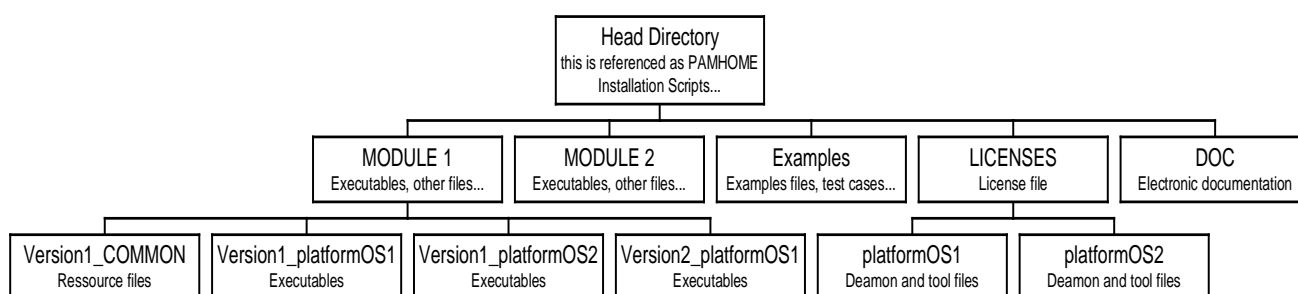 Head Directory
this is referenced as PAMHOME
Installation Scripts...
MODULE 1
Executables, other files...
MODULE 2
Executables, other files...
Examples
Examples files, test cases...
LICENSES
License file
DOC
Electronic documentation
Version1_COMMON
Ressource files
Version1_platformOS1
Executables
Version1_platformOS2
Executables
Version2_platformOS1
Executables
platformOS1
Deamon and tool files
platformOS2
Deamon and tool files